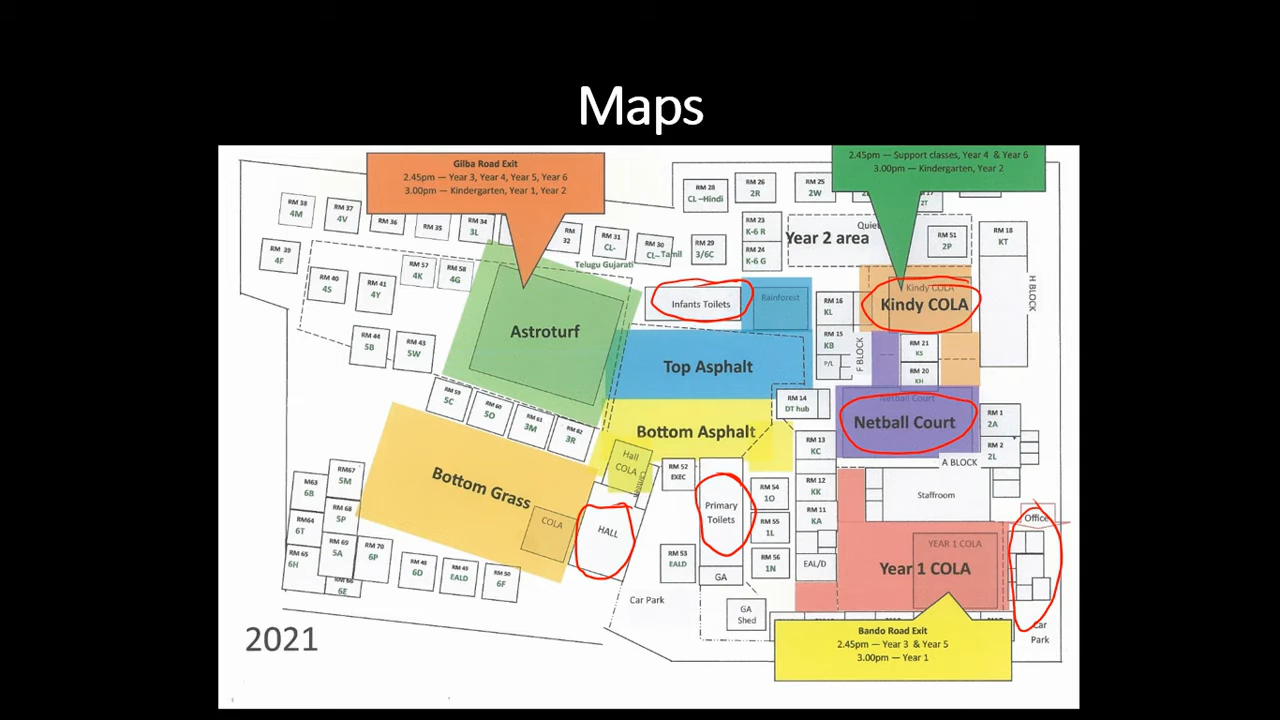 Maps
Gilba Road Exit
2.45pm — Year 3, Year 4, Year 5, Year 6
3.00pm — Kindergarten, Year 1, Year 2
2.45pm — Support classes, Year 4 & Year 6
3.00pm — Kindergarten, Year 2
RM 38
4M
RM 37
4V
RM 36
RM 35
RM 34
3L
RM 32
RM 31
CL-
RM 30
CL–Tamil
Telugu Gujarati
RM 29
3/6C
RM 28
CL –Hindi
RM 26
2R
RM 25
2W
2T
RM 23
K-6 R
RM 24
K-6 G
Year 2 area
RM 51
2P
RM 18
KT
H BLOCK
RM 39
4F
RM 40
4S
RM 41
4Y
RM 57
4K
RM 58
4G
RM 44
5B
RM 43
5W
Astroturf
Infants Toilets
Rainforest
Top Asphalt
Bottom Asphalt
RM 16
KL
RM 15
KB
P/L
F BLOCK
Kindy COLA
Kindy COLA
RM 21
KS
RM 20
KH
RM 14
DT hub
Netball Court
Netball Court
RM 1
2A
RM 2
2L
A BLOCK
RM 59
5C
RM 60
5O
RM 61
3M
RM 62
3R
Bottom Grass
COLA
Hall
COLA
Canteen
HALL
RM 52
EXEC
Primary
Toilets
RM 54
1O
RM 55
1L
RM 56
1N
RM 53
EALD
GA
GA
Shed
Car Park
RM 13
KC
RM 12
KK
RM 11
KA
EAL/D
Staffroom
YEAR 1 COLA
Year 1 COLA
Office
Car
Park
RM67
5M
M63
6B
RM 68
5P
RM64
6T
RM 69
5A
RM 70
6P
RM 65
6H
RM 66
6E
RM 48
6D
RM 49
EALD
RM 50
6F
2021
Bando Road Exit
2.45pm — Year 3 & Year 5
3.00pm — Year 1